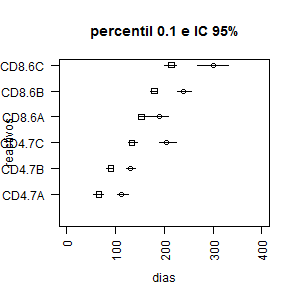 percentil 0.1 e IC 95%
CD8.6C
CD8.6B
CD8.6A
CD4.7C
CD4.7B
CD4.7A
reativos
0 100 200 300 400
dias